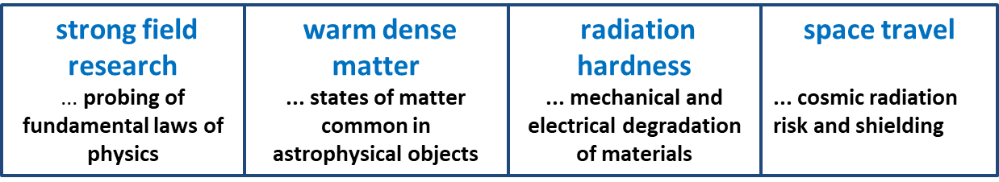 strong field
research
... probing of
fundamental laws of
physics
warm dense
matter
... states of matter
common in
astrophysical objects
radiation
hardness
... mechanical and
electrical degradation
of materials
space travel
... cosmic radiation
risk and shielding